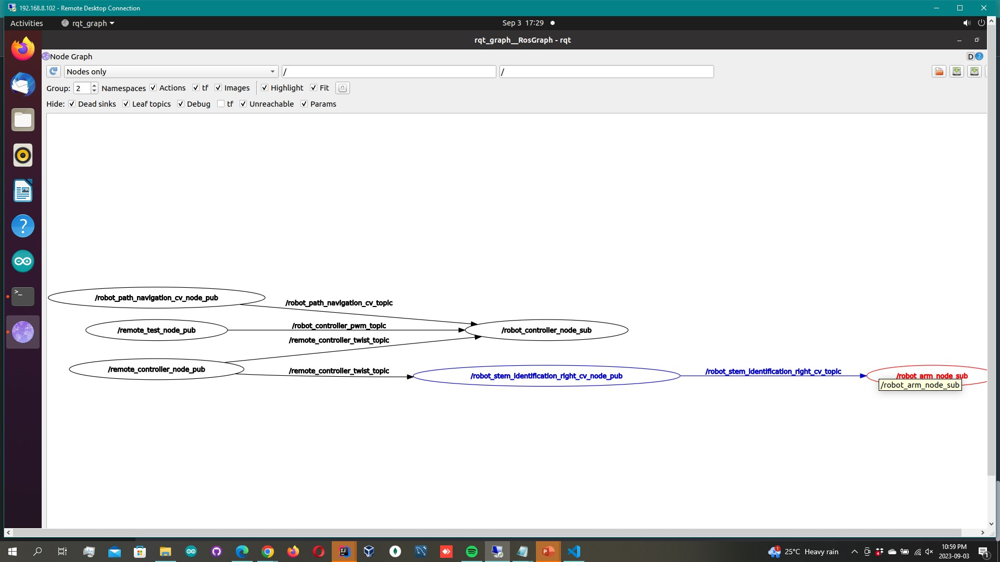 192.168.8.102 - Remote Desktop Connection
Activities rqt_graph Sep 3 17:29
rqt_graph__RosGraph - rqt
Node Graph D ?
Nodes only / /
Group: 2 Namespaces Actions tf Images Highlight Fit
Hide: Dead sinks Leaf topics Debug tf Unreachable Params
/robot_path_navigation_cv_node_pub
/robot_path_navigation_cv_topic
/remote_test_node_pub
/robot_controller_pwm_topic
/robot_controller_node_sub
/remote_controller_twist_topic
/remote_controller_node_pub
/remote_controller_twist_topic
/robot_stem_identification_right_cv_node_pub
/robot_stem_identification_right_cv_topic
/robot_arm_node_sub
/robot_arm_node_sub
25°C Heavy rain
10:59 PM
2023-09-03